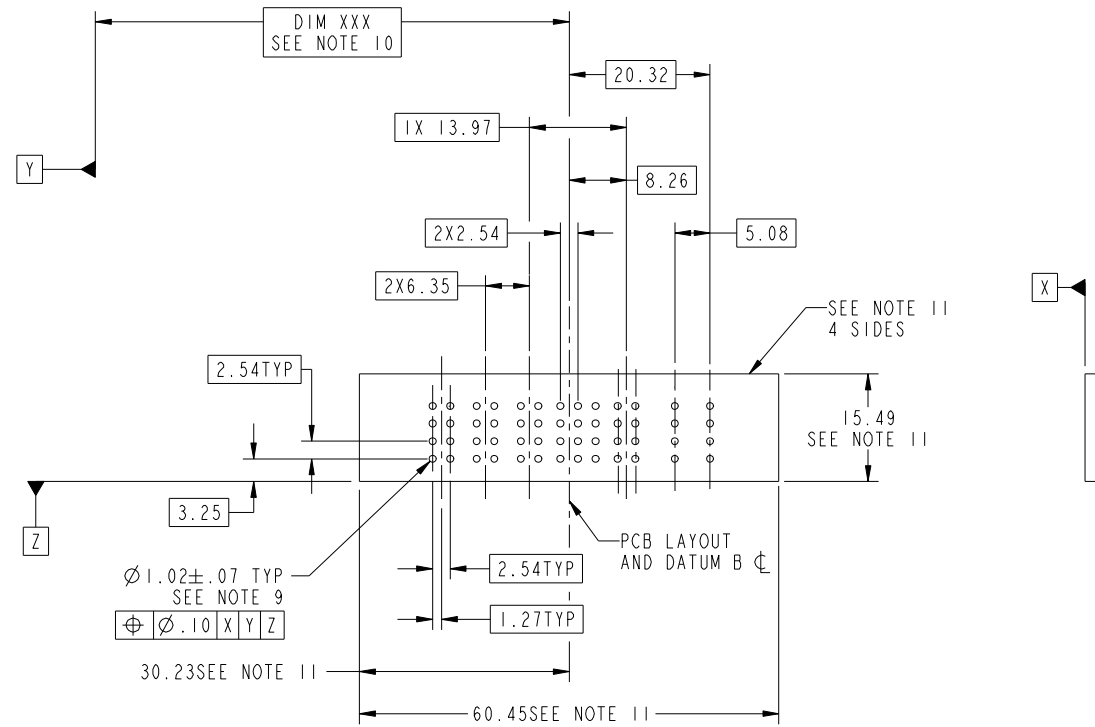 DIM XXX
SEE NOTE 10
20.32
1X 13.97
Y
8.26
2X2.54
5.08
2X6.35
X
SEE NOTE 11
4 SIDES
2.54TYP
15.49
SEE NOTE 11
3.25
Z
PCB LAYOUT
AND DATUM B ℄
2.54TYP
Ø1.02±.07 TYP
SEE NOTE 9
⌖ Ø.10 X Y Z
1.27TYP
30.23SEE NOTE 11
60.45SEE NOTE 11